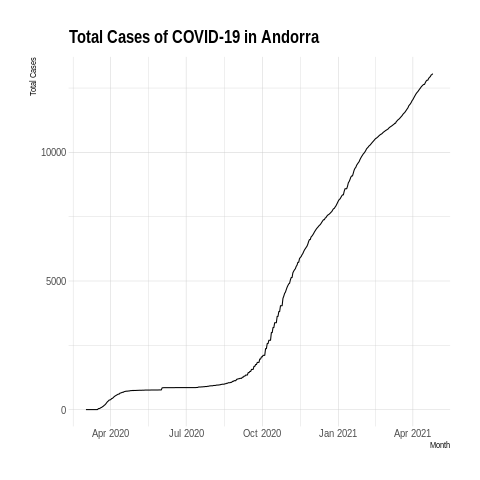 Total Cases of COVID-19 in Andorra
Total Cases
10000
5000
0
Apr 2020 Jul 2020 Oct 2020 Jan 2021 Apr 2021
Month